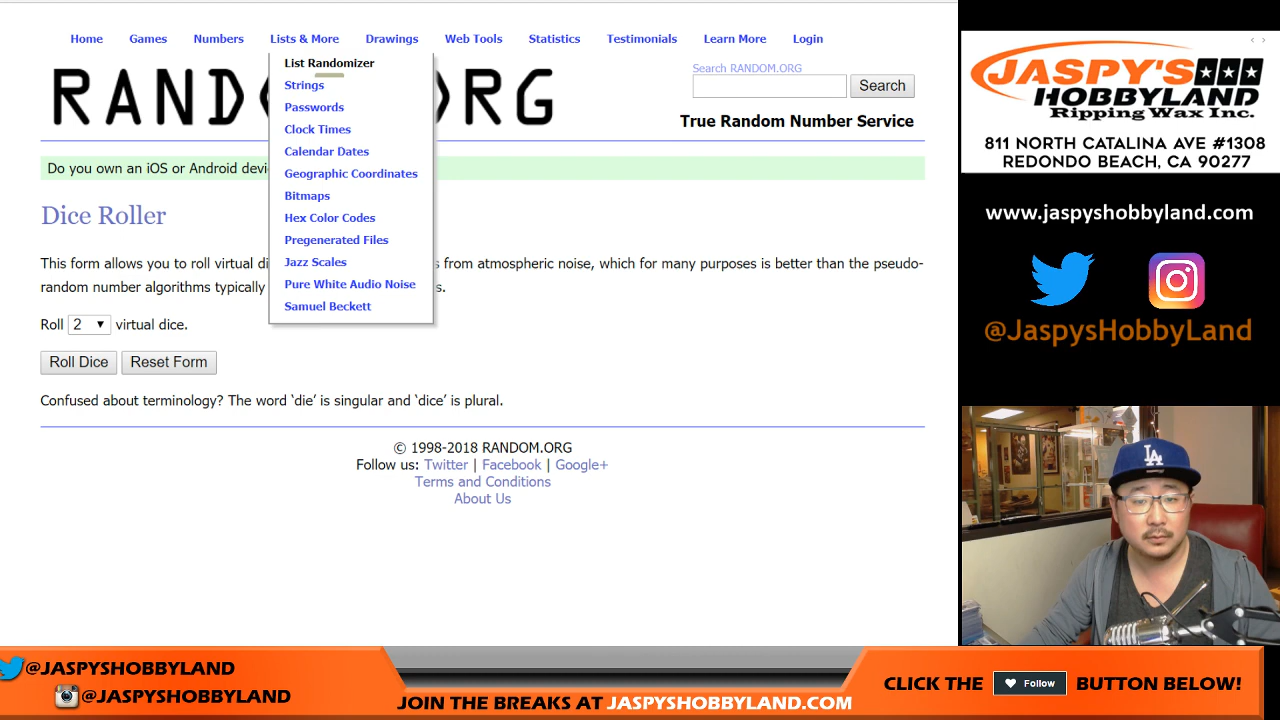 Home Games Numbers Lists & More Drawings Web Tools Statistics Testimonials Learn More Login
List Randomizer
Strings
Passwords
Clock Times
Calendar Dates
Geographic Coordinates
Bitmaps
Hex Color Codes
Pregenerated Files
Jazz Scales
Pure White Audio Noise
Samuel Beckett
RAND RG
Search RANDOM.ORG
Search
True Random Number Service
Do you own an iOS or Android devi
Dice Roller
This form allows you to roll virtual di s from atmospheric noise, which for many purposes is better than the pseudo-
random number algorithms typically s.
Roll 2 virtual dice.
Roll Dice Reset Form
Confused about terminology? The word ‘die’ is singular and ‘dice’ is plural.
© 1998-2018 RANDOM.ORG
Follow us: Twitter | Facebook | Google+
Terms and Conditions
About Us
JASPY'S
HOBBYLAND
Ripping Wax Inc.
811 NORTH CATALINA AVE #1308
REDONDO BEACH, CA 90277
www.jaspyshobbyland.com
@JaspysHobbyLand
LA
@JASPYSHOBBYLAND
@JASPYSHOBBYLAND
JOIN THE BREAKS AT JASPYSHOBBYLAND.COM
CLICK THE Follow BUTTON BELOW!